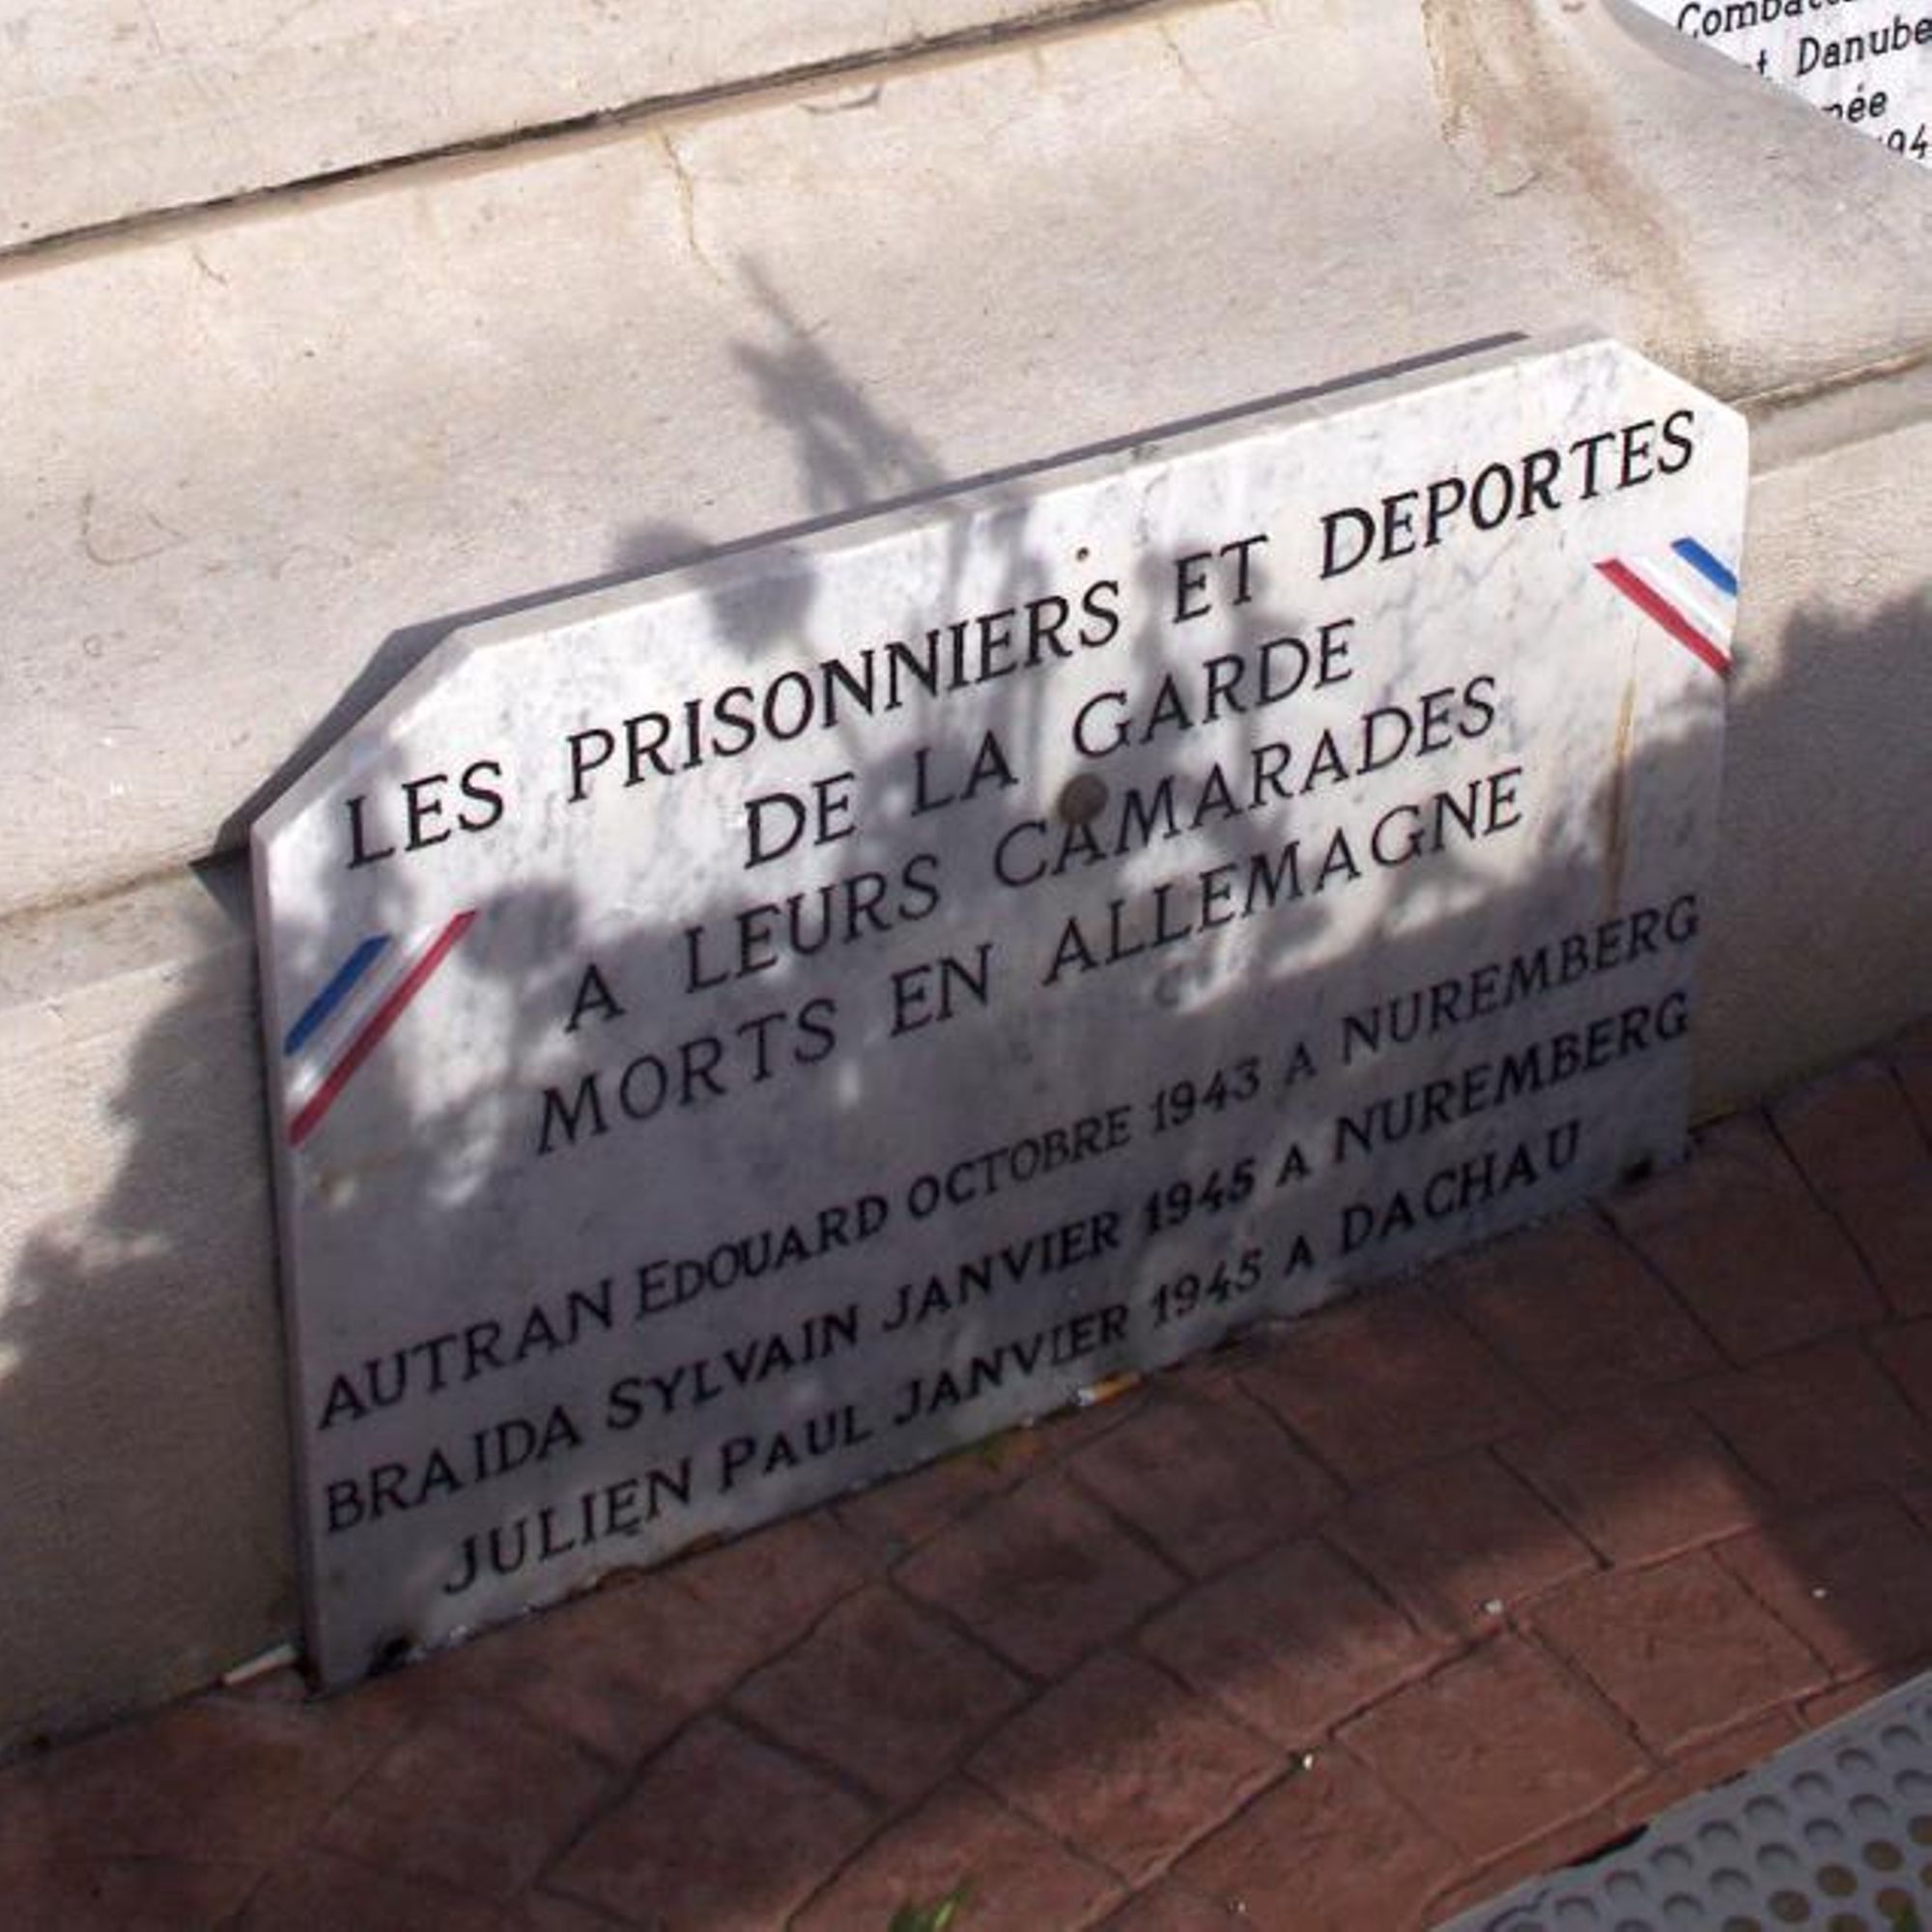 Danube
LES PRISONNIERS ET DEPORTES
DE LA GARDE
A LEURS CAMARADES
MORTS EN ALLEMAGNE
AUTRAN EDOUARD OCTOBRE 1943 A NUREMBERG
BRAIDA SYLVAIN JANVIER 1945 A NUREMBERG
JULIEN PAUL JANVIER 1945 A DACHAU